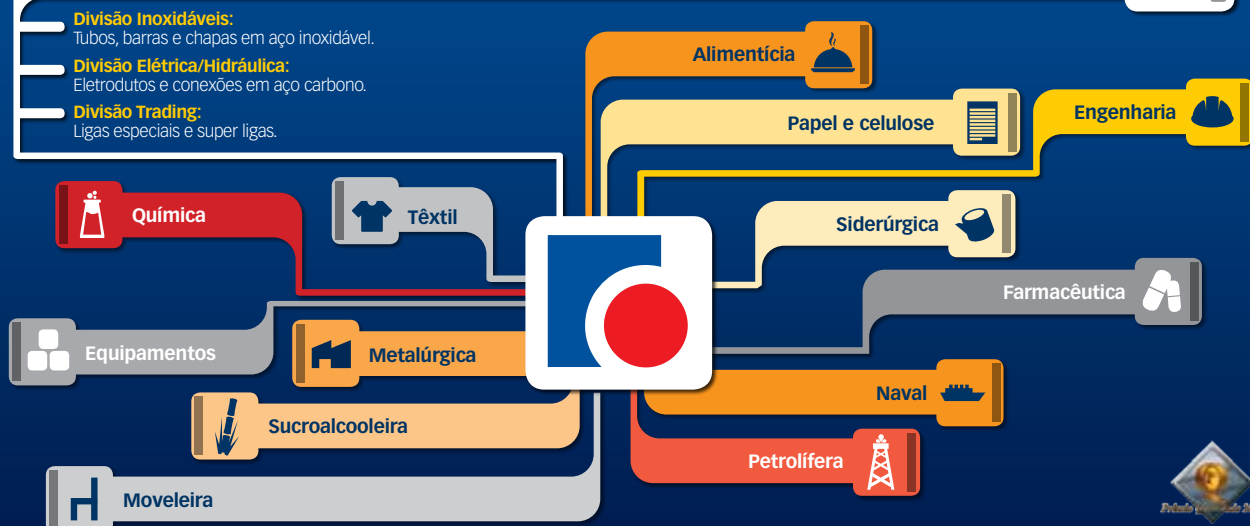 Divisão Inoxidáveis:
Tubos, barras e chapas em aço inoxidável.
Divisão Elétrica/Hidráulica:
Eletrodutos e conexões em aço carbono.
Divisão Trading:
Ligas especiais e super ligas.
Alimentícia
Papel e celulose
Engenharia
Química
Têxtil
Siderúrgica
Farmacêutica
Equipamentos
Metalúrgica
Naval
Sucroalcooleira
Petrolífera
Moveleira